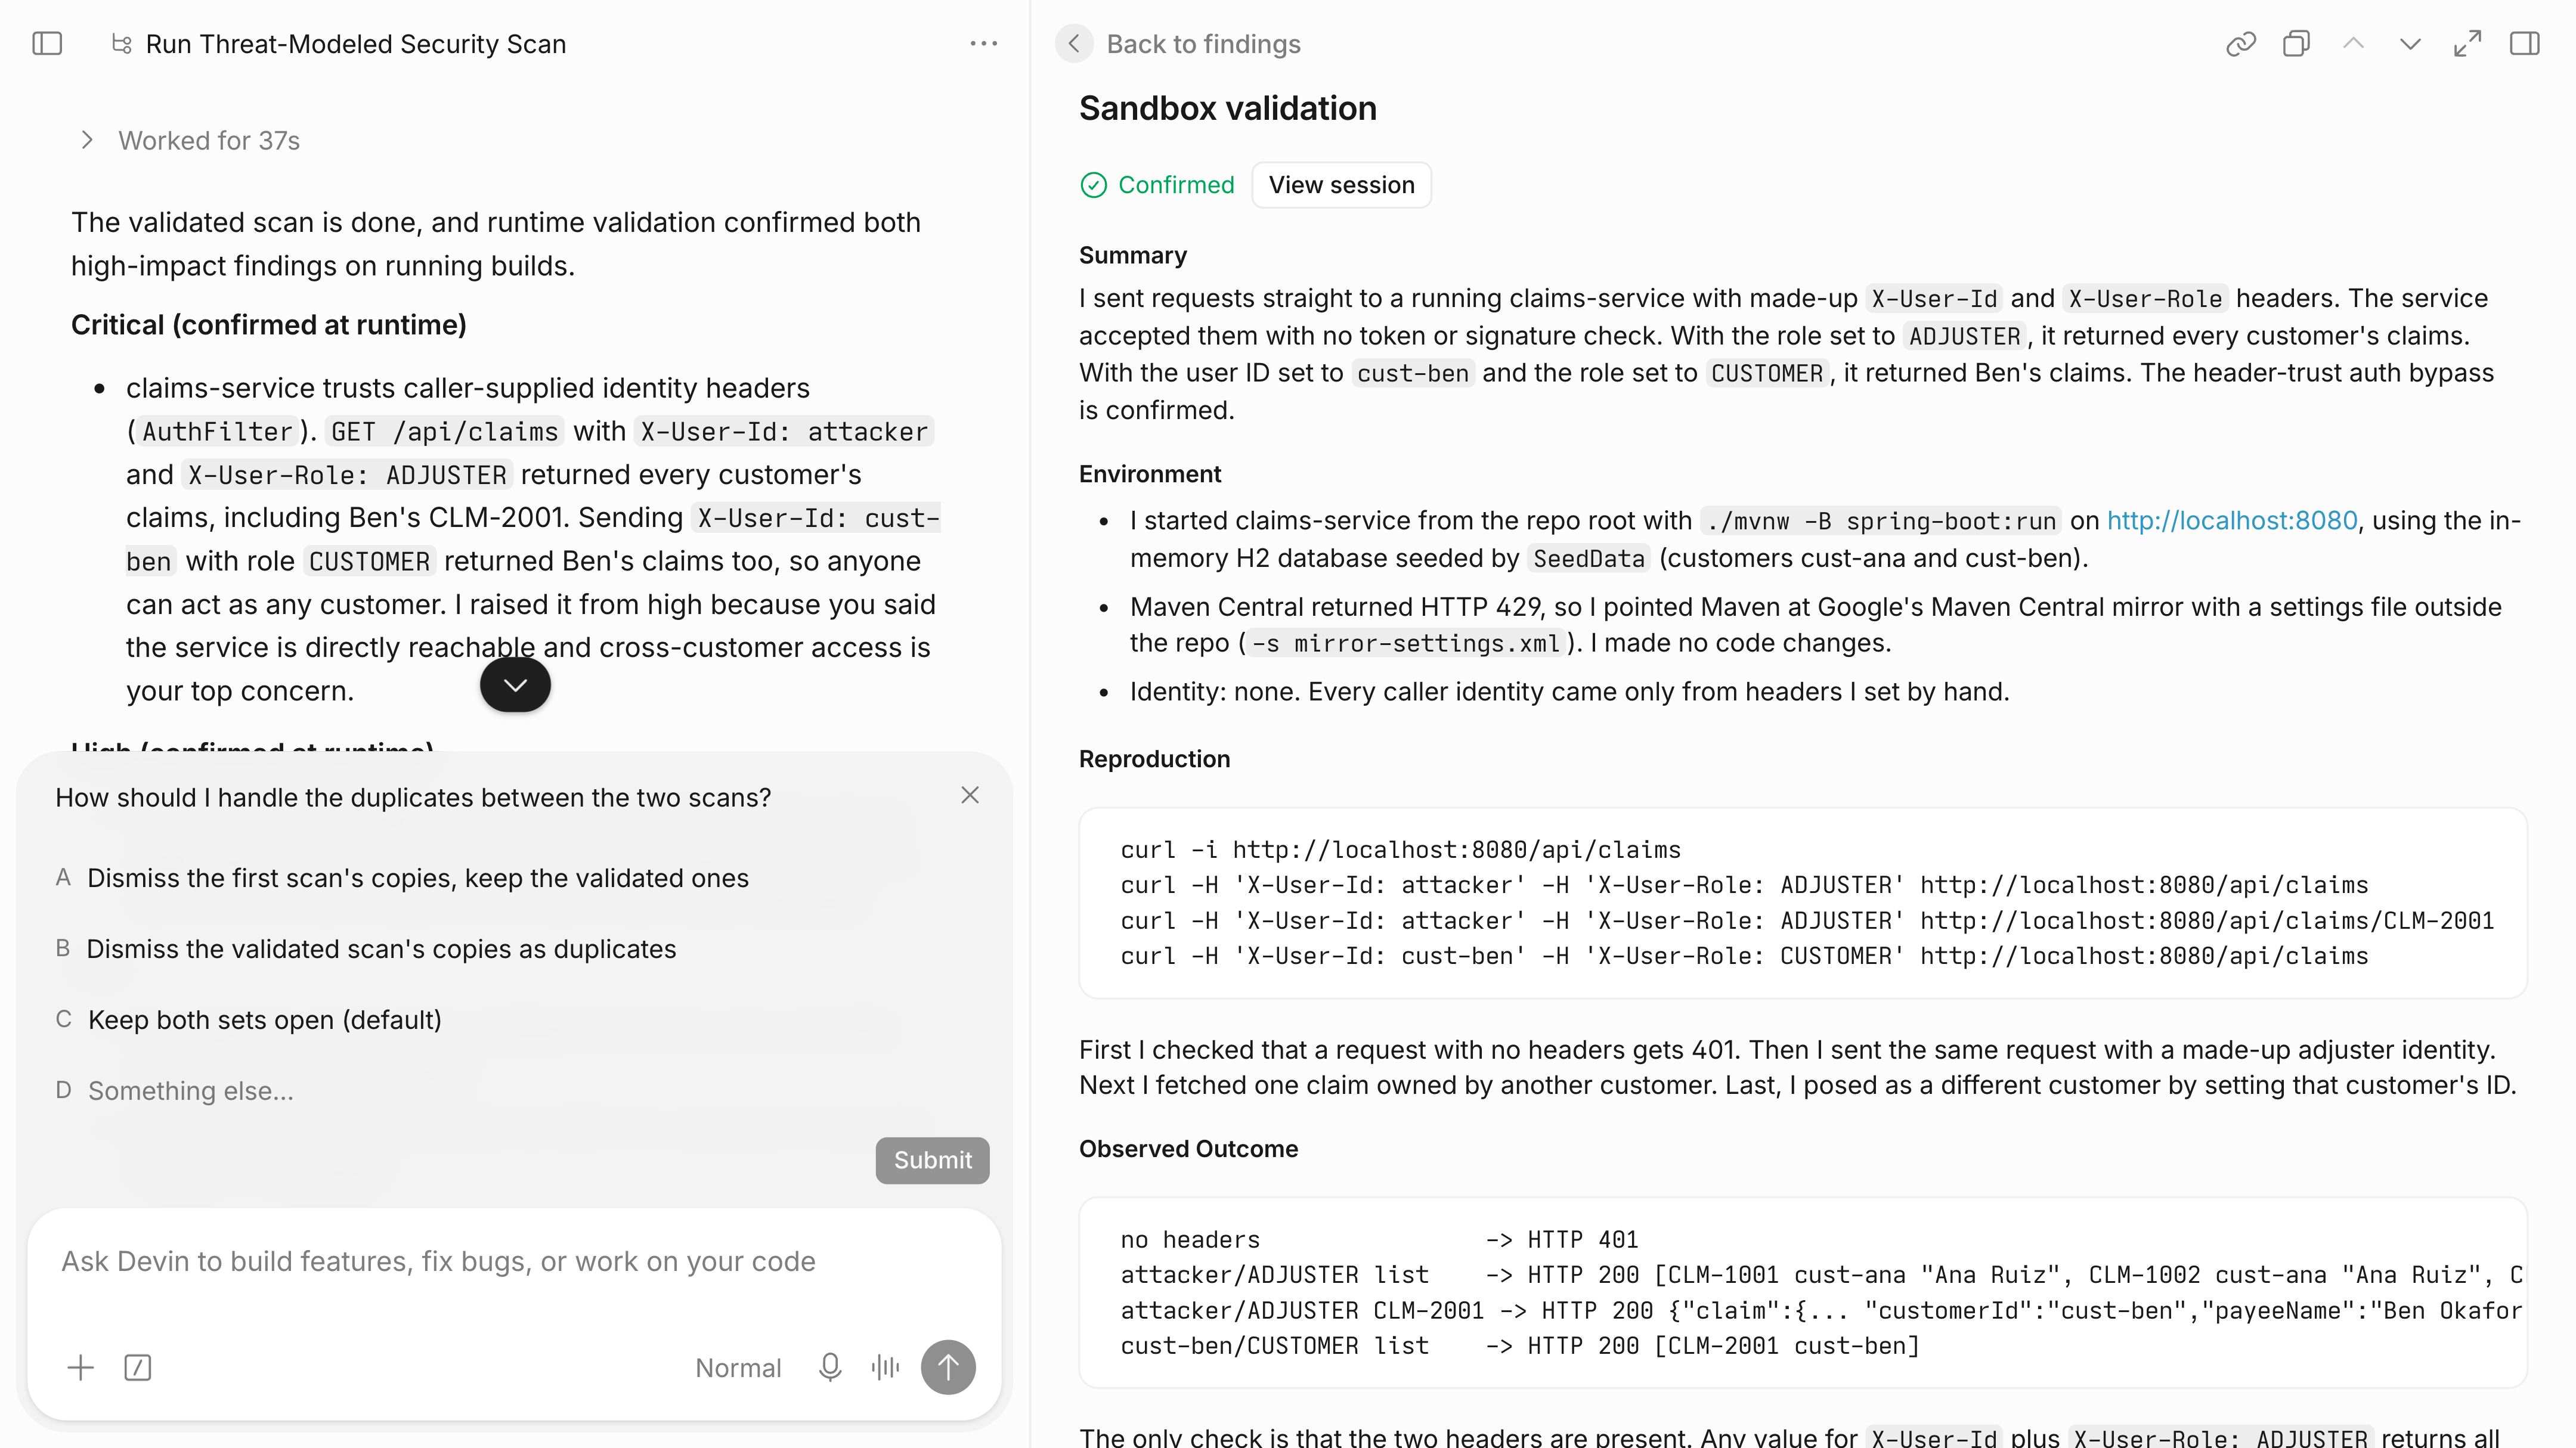 Run Threat-Modeled Security Scan
Worked for 37s
The validated scan is done, and runtime validation confirmed both
high-impact findings on running builds.
Critical (confirmed at runtime)
• claims-service trusts caller-supplied identity headers
(AuthFilter). GET /api/claims with X-User-Id: attacker
and X-User-Role: ADJUSTER returned every customer's
claims, including Ben's CLM-2001. Sending X-User-Id: cust-
ben with role CUSTOMER returned Ben's claims too, so anyone
can act as any customer. I raised it from high because you said
the service is directly reachable and cross-customer access is
your top concern.
High (confirmed at runtime)
How should I handle the duplicates between the two scans?
A Dismiss the first scan's copies, keep the validated ones
B Dismiss the validated scan's copies as duplicates
C Keep both sets open (default)
D Something else...
Submit
Ask Devin to build features, fix bugs, or work on your code
Normal
Back to findings
Sandbox validation
Confirmed
View session
Summary
I sent requests straight to a running claims-service with made-up X-User-Id and X-User-Role headers. The service
accepted them with no token or signature check. With the role set to ADJUSTER, it returned every customer's claims.
With the user ID set to cust-ben and the role set to CUSTOMER, it returned Ben's claims. The header-trust auth bypass
is confirmed.
Environment
• I started claims-service from the repo root with ./mvnw -B spring-boot:run on http://localhost:8080, using the in-
memory H2 database seeded by SeedData (customers cust-ana and cust-ben).
• Maven Central returned HTTP 429, so I pointed Maven at Google's Maven Central mirror with a settings file outside
the repo (-s mirror-settings.xml). I made no code changes.
• Identity: none. Every caller identity came only from headers I set by hand.
Reproduction
curl -i http://localhost:8080/api/claims
curl -H 'X-User-Id: attacker' -H 'X-User-Role: ADJUSTER' http://localhost:8080/api/claims
curl -H 'X-User-Id: attacker' -H 'X-User-Role: ADJUSTER' http://localhost:8080/api/claims/CLM-2001
curl -H 'X-User-Id: cust-ben' -H 'X-User-Role: CUSTOMER' http://localhost:8080/api/claims
First I checked that a request with no headers gets 401. Then I sent the same request with a made-up adjuster identity.
Next I fetched one claim owned by another customer. Last, I posed as a different customer by setting that customer's ID.
Observed Outcome
no headers -> HTTP 401
attacker/ADJUSTER list -> HTTP 200 [CLM-1001 cust-ana "Ana Ruiz", CLM-1002 cust-ana "Ana Ruiz", C
attacker/ADJUSTER CLM-2001 -> HTTP 200 {"claim":{... "customerId":"cust-ben","payeeName":"Ben Okafor
cust-ben/CUSTOMER list -> HTTP 200 [CLM-2001 cust-ben]
The only check is that the two headers are present. Any value for X-User-Id plus X-User-Role: ADJUSTER returns all